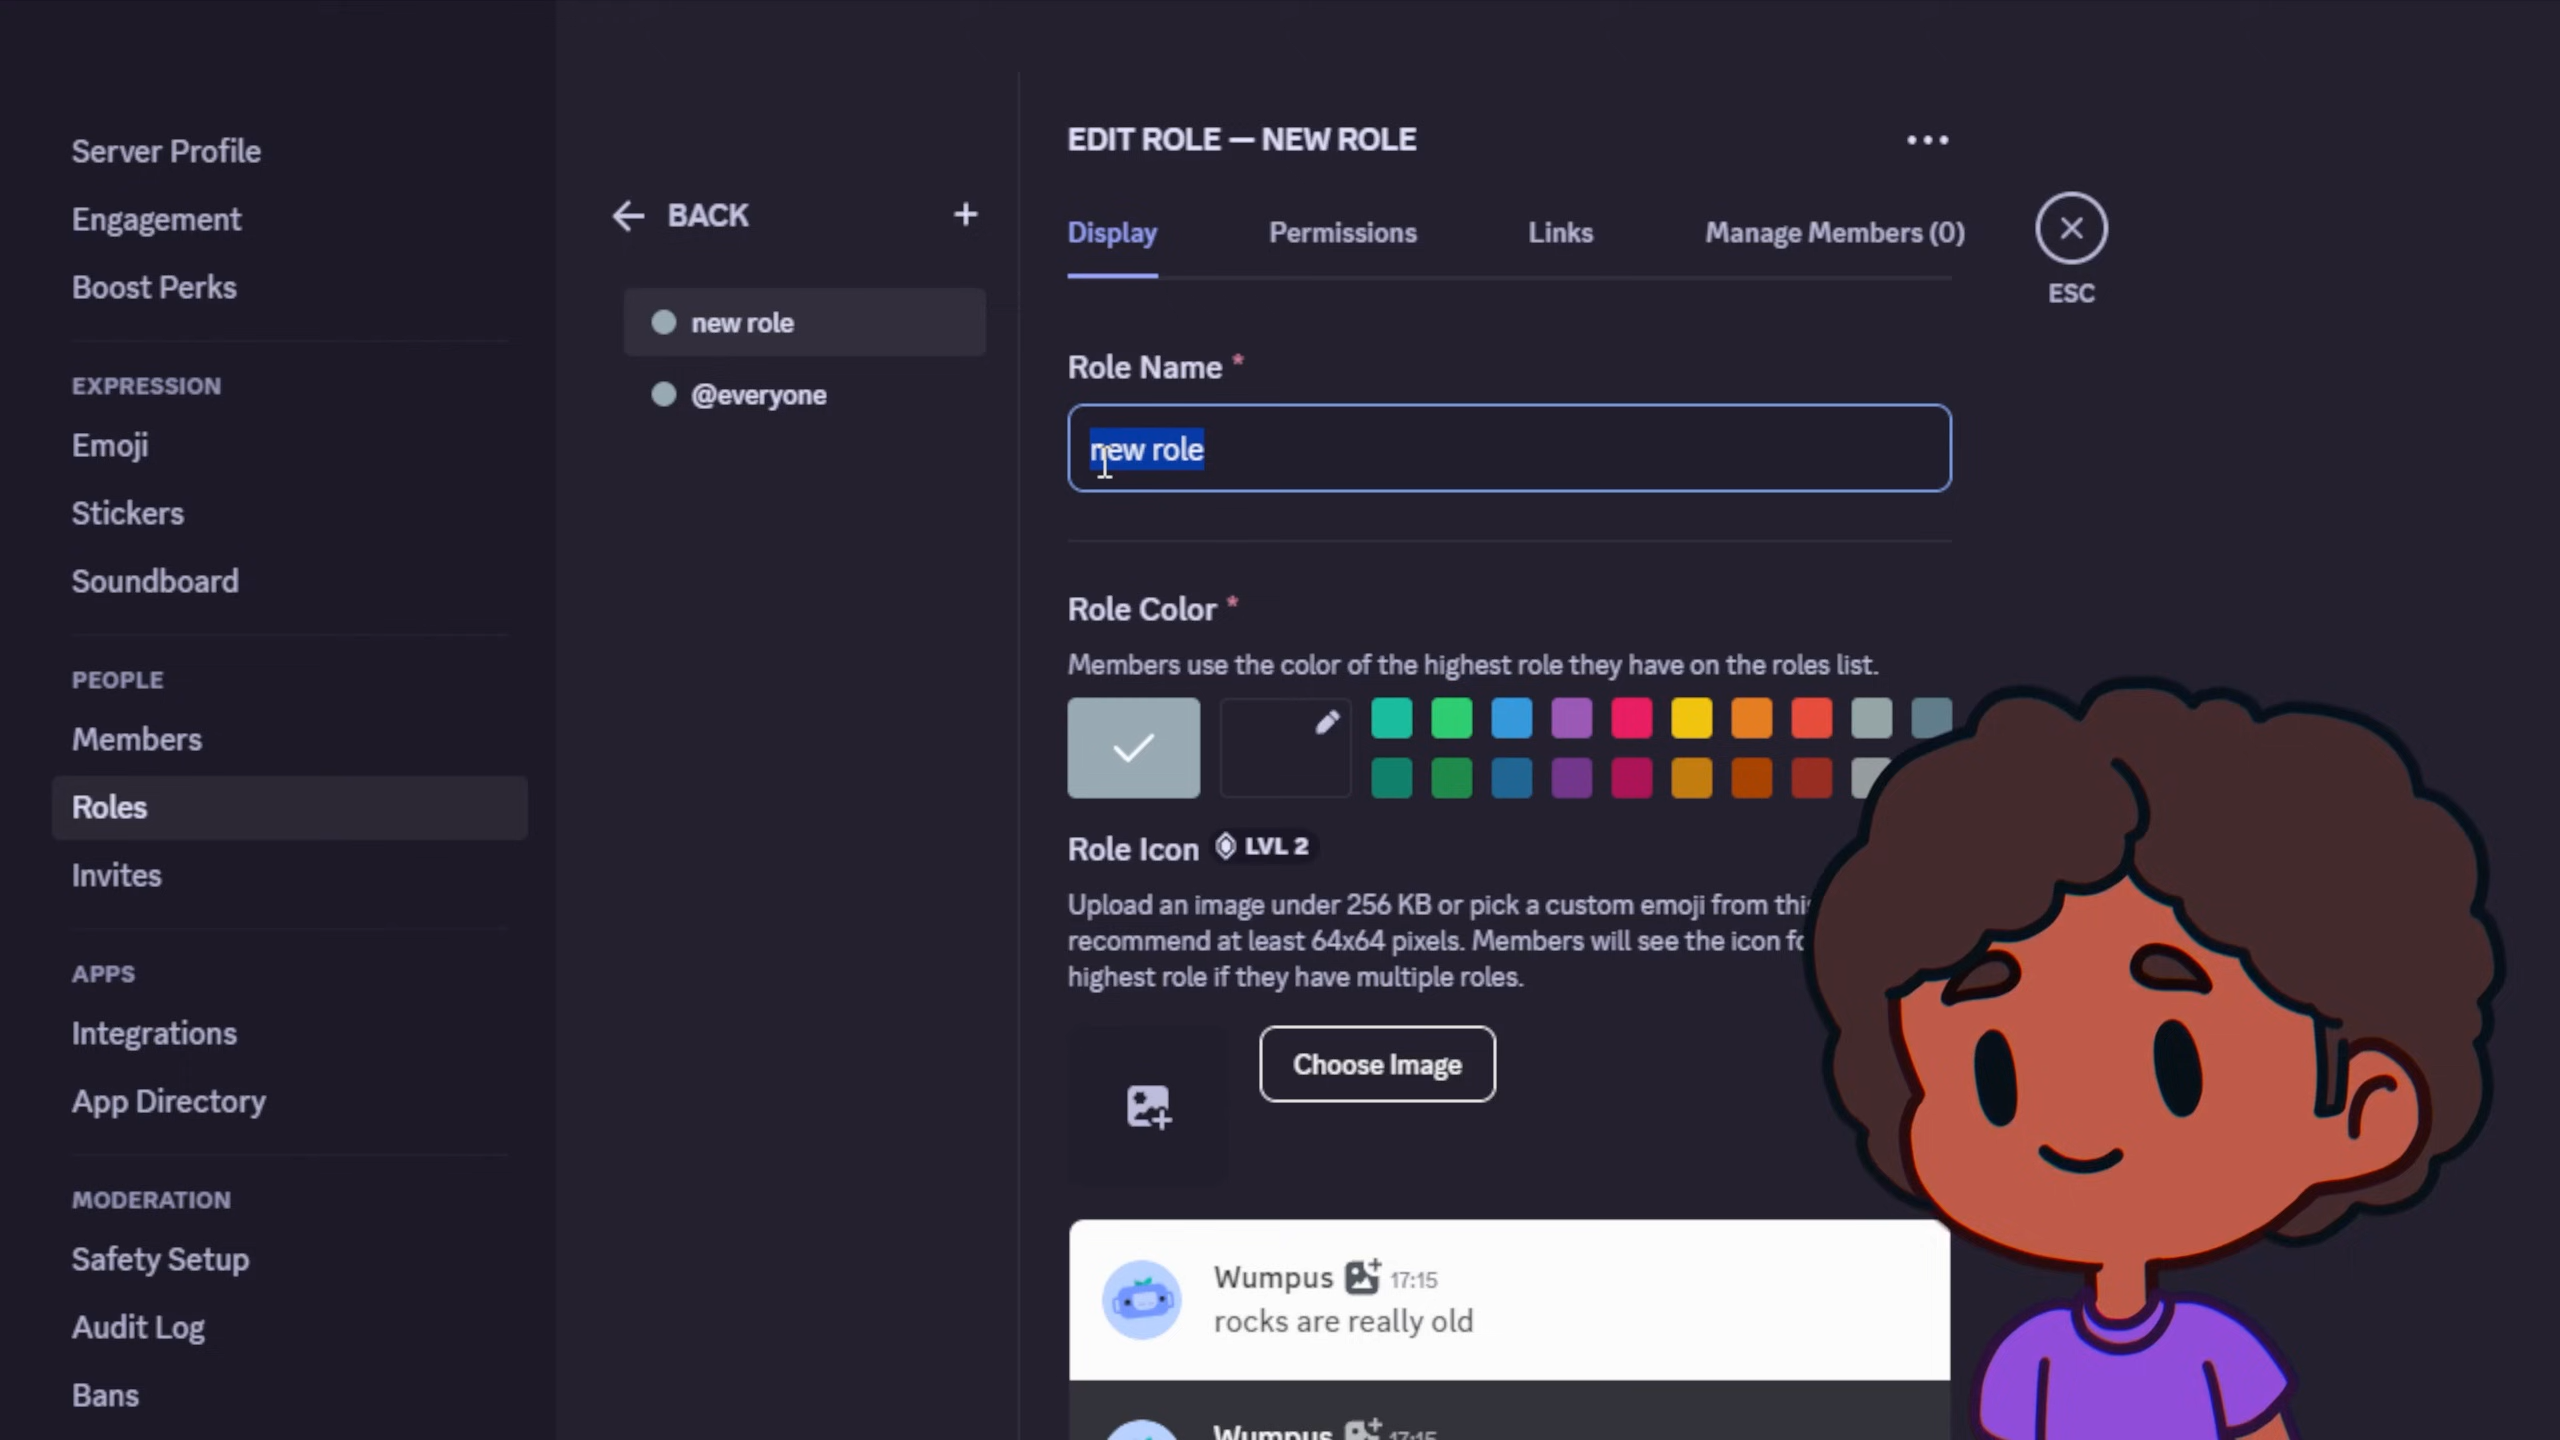 Server Profile
Engagement
Boost Perks
EXPRESSION
Emoji
Stickers
Soundboard
PEOPLE
Members
Roles
Invites
APPS
Integrations
App Directory
MODERATION
Safety Setup
Audit Log
Bans
BACK
new role
@everyone
EDIT ROLE — NEW ROLE
Display Permissions Links Manage Members (0)
ESC
Role Name *
new role
Role Color *
Members use the color of the highest role they have on the roles list.
Role Icon LVL 2
Upload an image under 256 KB or pick a custom emoji from this
recommend at least 64x64 pixels. Members will see the icon
highest role if they have multiple roles.
Choose Image
Wumpus 17:15
rocks are really old
Wumpus 17:15